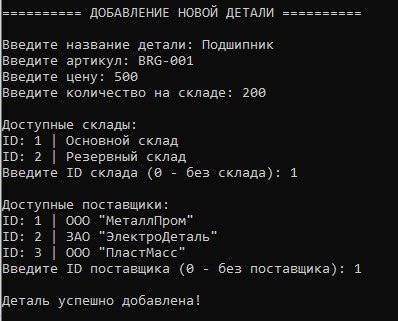 ========== ДОБАВЛЕНИЕ НОВОЙ ДЕТАЛИ ==========
Введите название детали: Подшипник
Введите артикул: BRG-001
Введите цену: 500
Введите количество на складе: 200
Доступные склады:
ID: 1 | Основной склад
ID: 2 | Резервный склад
Введите ID склада (0 - без склада): 1
Доступные поставщики:
ID: 1 | ООО "МеталлПром"
ID: 2 | ЗАО "ЭлектроДеталь"
ID: 3 | ООО "ПластМасс"
Введите ID поставщика (0 - без поставщика): 1
Деталь успешно добавлена!